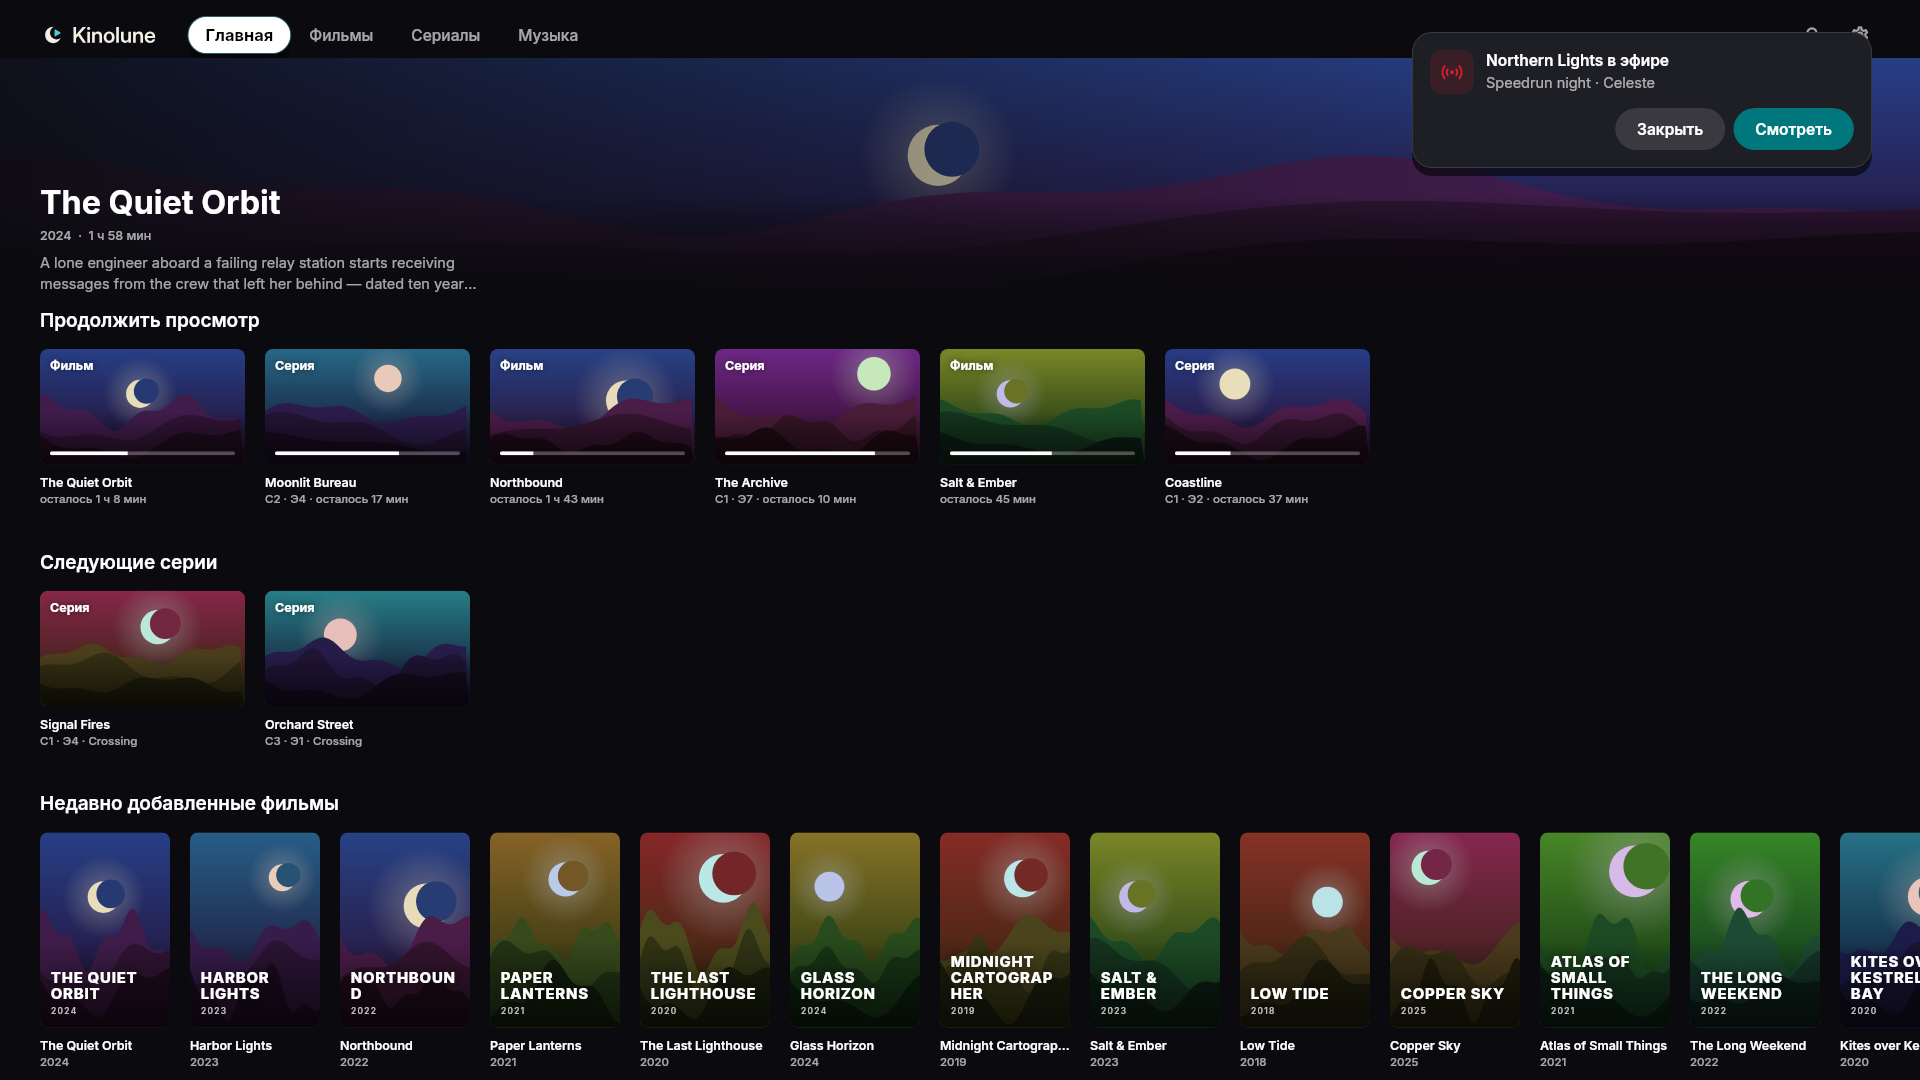 Kinolune
Главная
Фильмы
Сериалы
Музыка
Northern Lights в эфире
Speedrun night · Celeste
Закрыть
Смотреть
The Quiet Orbit
2024 · 1 ч 58 мин
A lone engineer aboard a failing relay station starts receiving
messages from the crew that left her behind — dated ten year...
Продолжить просмотр
Фильм
Серия
Фильм
Серия
Фильм
Серия
The Quiet Orbit
осталось 1 ч 8 мин
Moonlit Bureau
С2 · Э4 · осталось 17 мин
Northbound
осталось 1 ч 43 мин
The Archive
С1 · Э7 · осталось 10 мин
Salt & Ember
осталось 45 мин
Coastline
С1 · Э2 · осталось 37 мин
Следующие серии
Серия
Серия
Signal Fires
С1 · Э4 · Crossing
Orchard Street
С3 · Э1 · Crossing
Недавно добавленные фильмы
THE QUIET
ORBIT
2024
HARBOR
LIGHTS
2023
NORTHBOUN
D
2022
PAPER
LANTERNS
2021
THE LAST
LIGHTHOUSE
2020
GLASS
HORIZON
2024
MIDNIGHT
CARTOGRAP
HER
2019
SALT &
EMBER
2023
LOW TIDE
2018
COPPER SKY
2025
ATLAS OF
SMALL
THINGS
2021
THE LONG
WEEKEND
2022
KITES OV
KESTREL
BAY
2020
The Quiet Orbit
2024
Harbor Lights
2023
Northbound
2022
Paper Lanterns
2021
The Last Lighthouse
2020
Glass Horizon
2024
Midnight Cartograp...
2019
Salt & Ember
2023
Low Tide
2018
Copper Sky
2025
Atlas of Small Things
2021
The Long Weekend
2022
Kites over Ke
2020